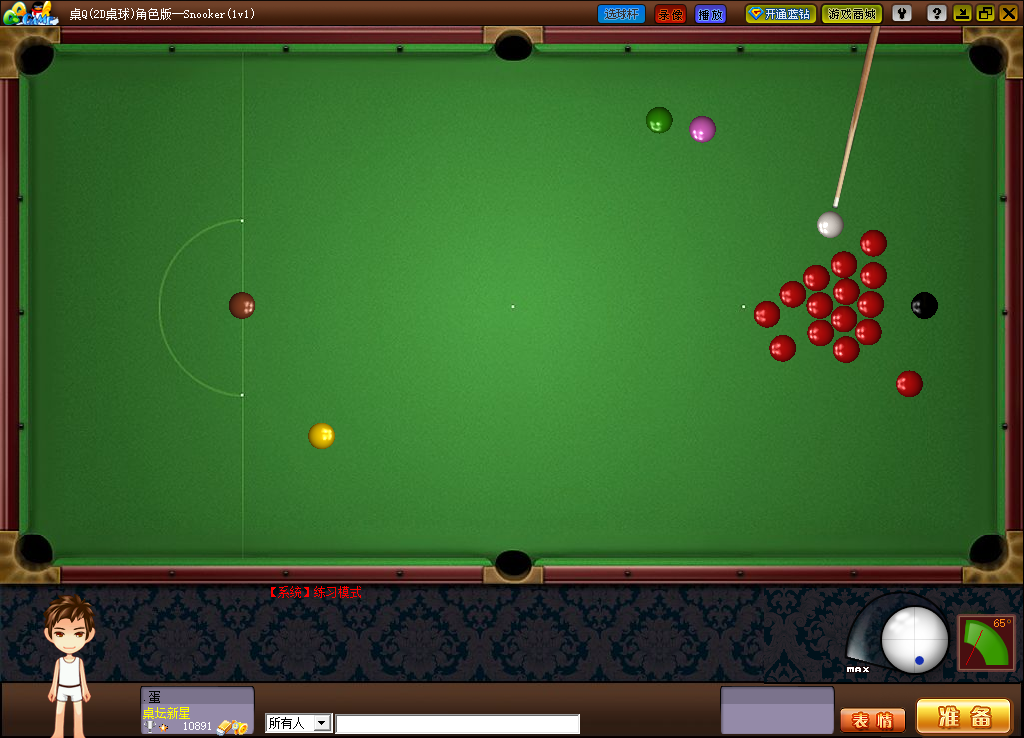 桌Q(2D桌球)角色版—Snooker(1v1) 选球杆 录像 播放 开通蓝钻 游戏商城 ?
【系统】练习模式
65°
MAX
蛋
桌坛新星
10891
所有人
表情
准备